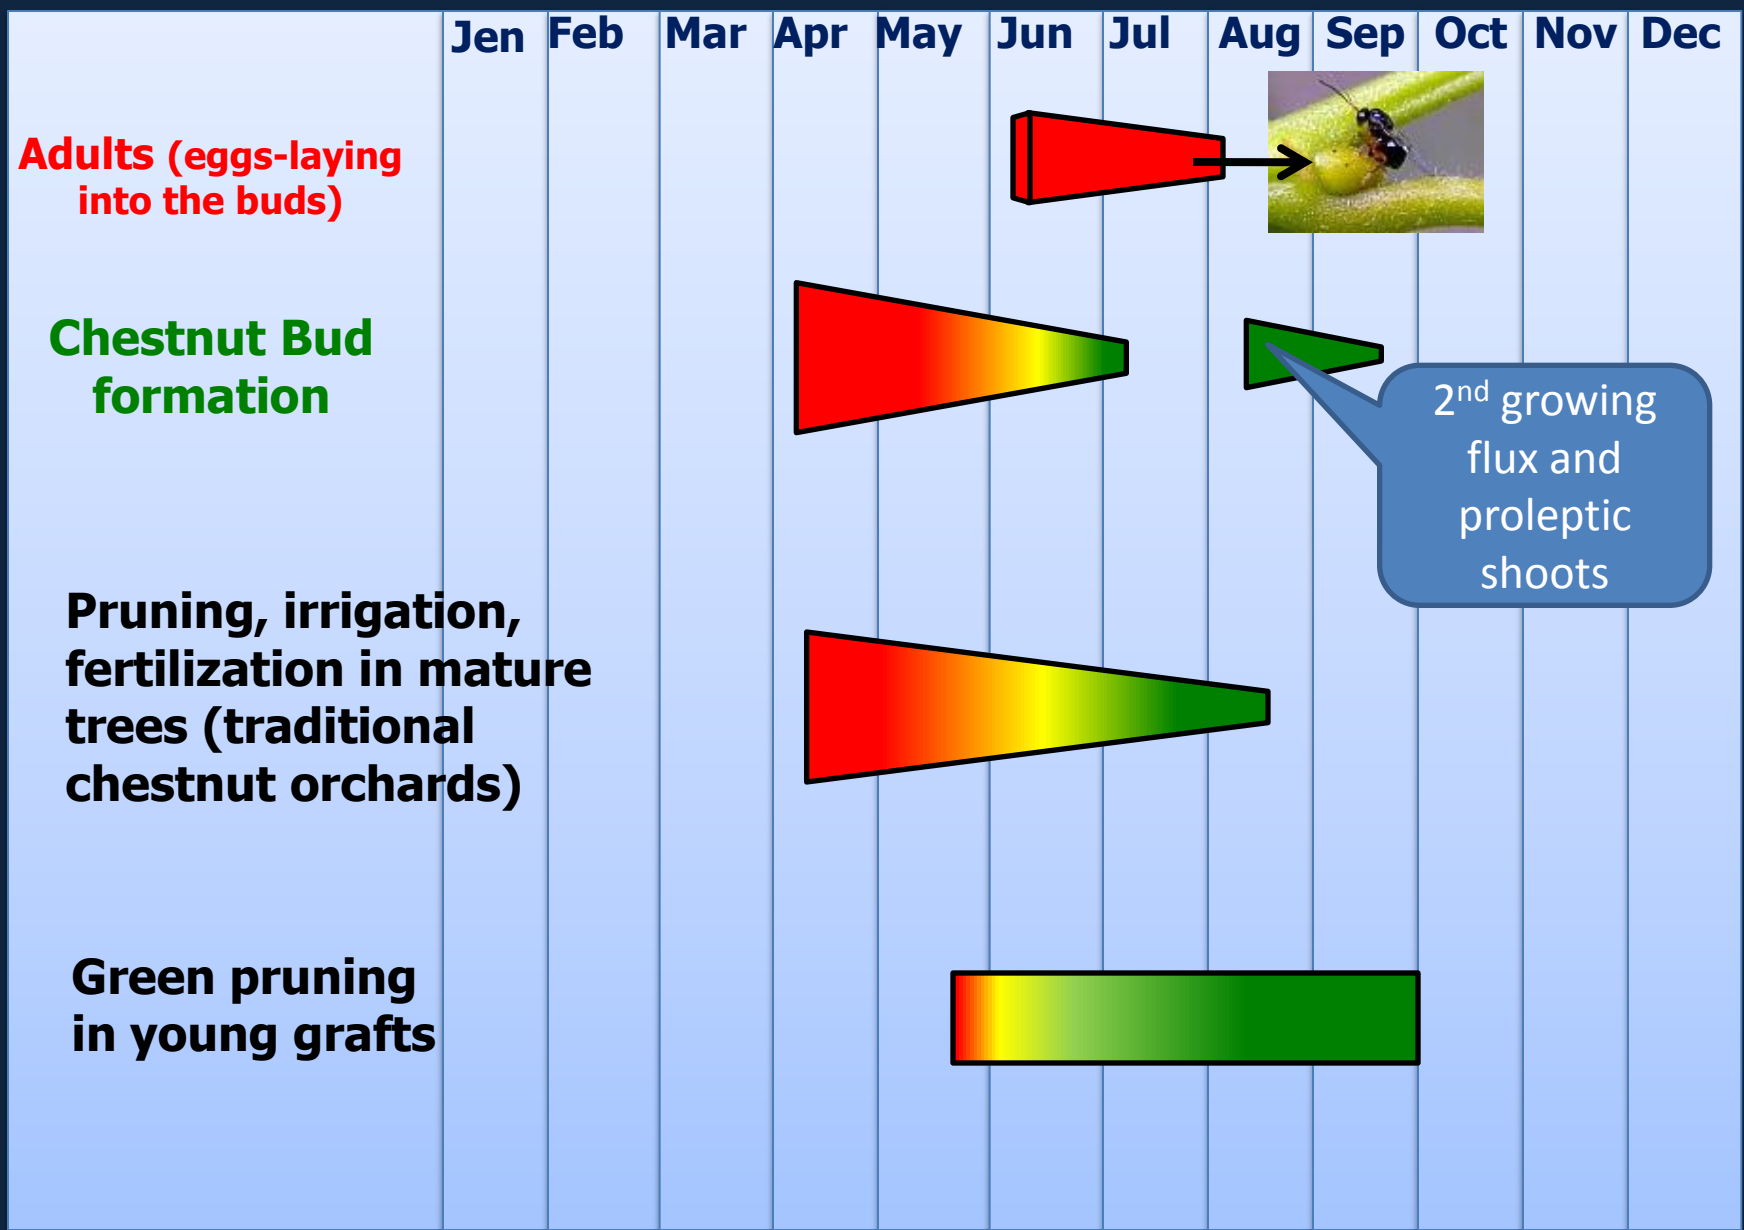 Jen Feb Mar Apr May Jun Jul Aug Sep Oct Nov Dec
Adults (eggs-laying
into the buds)
Chestnut Bud
formation
2nd growing
flux and
proleptic
shoots
Pruning, irrigation,
fertilization in mature
trees (traditional
chestnut orchards)
Green pruning
in young grafts